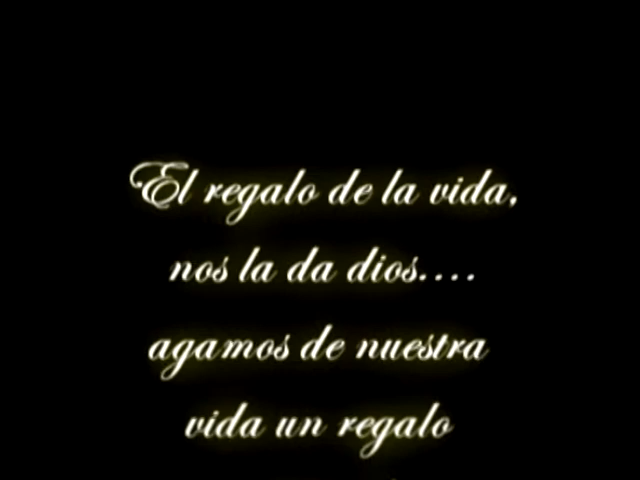 El regalo de la vida,
nos la da dios....
agamos de nuestra
vida un regalo